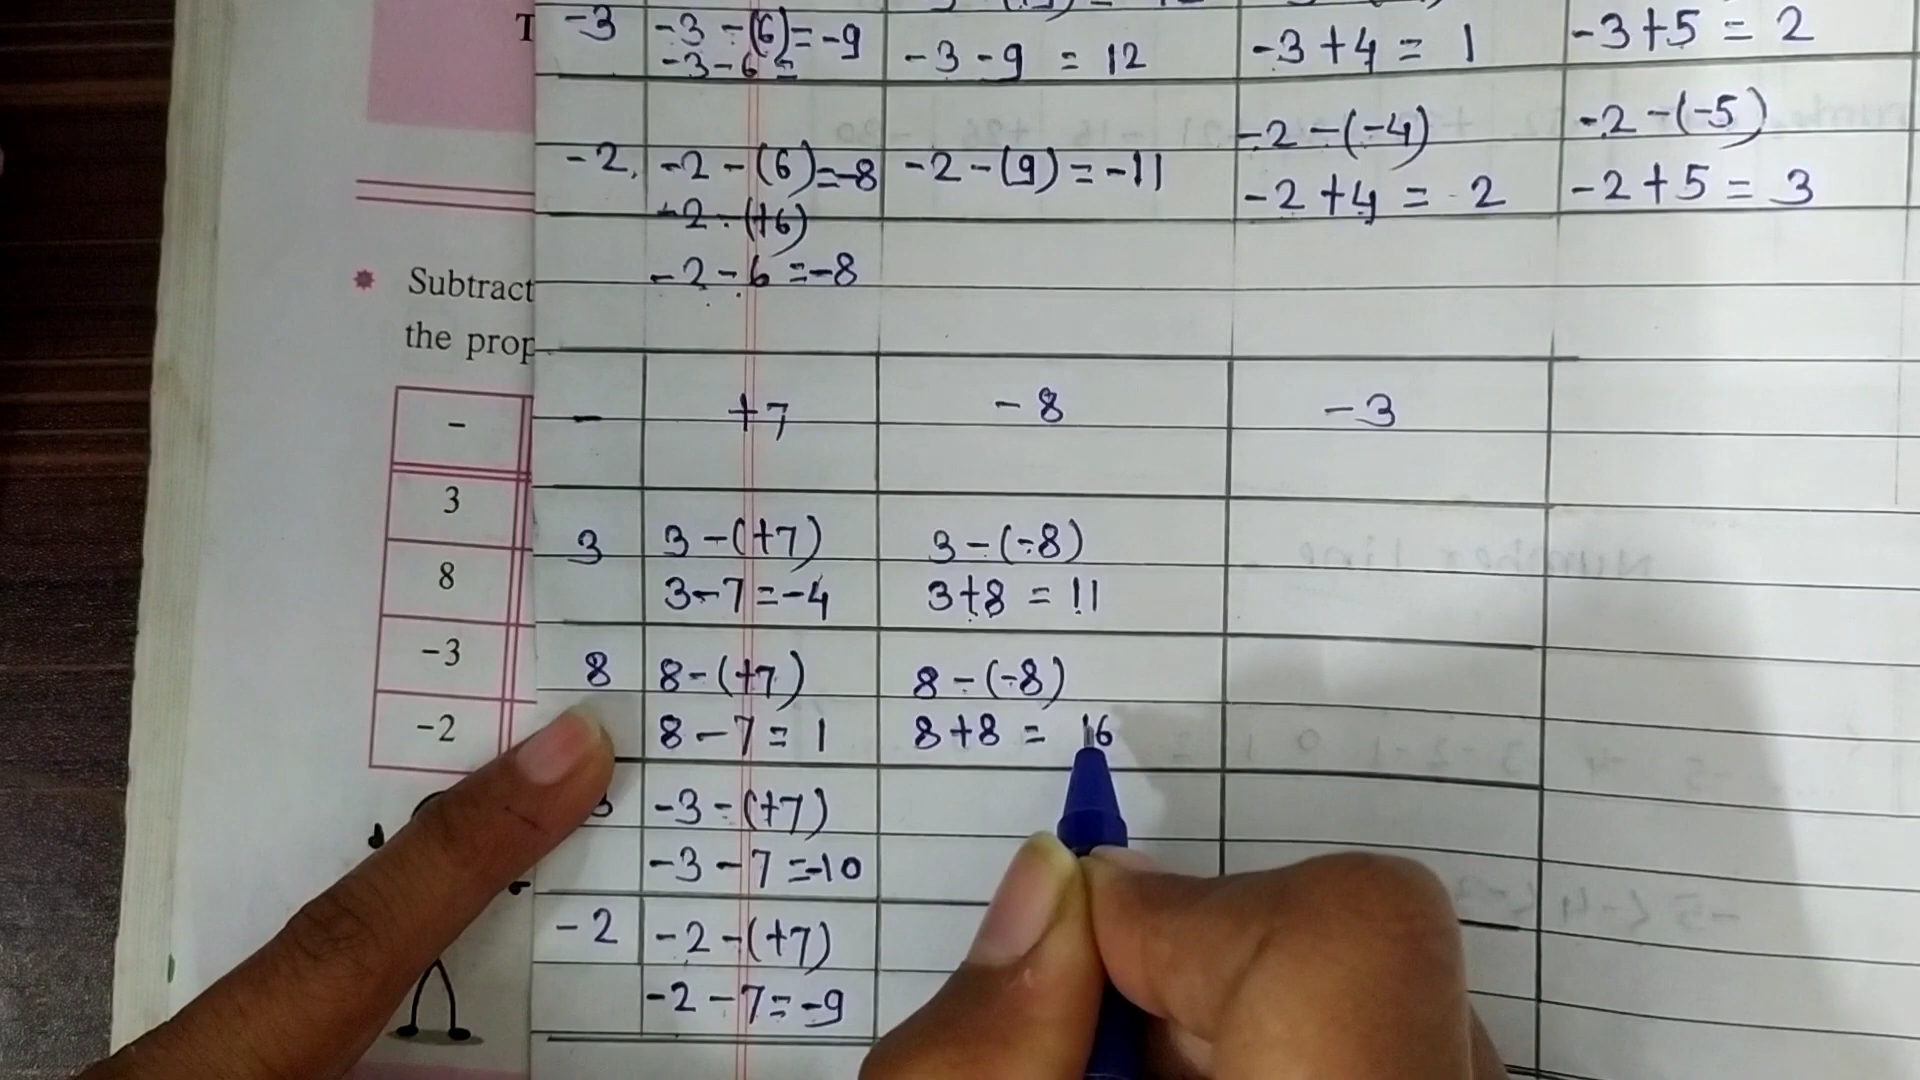 T
-3 -3-(6)=-9 -3+5 = 2
-3-6= -3-9 = 12 -3+4 = 1
-2-(-4) -2-(-5)
-2, -2-(6)=-8 -2-(9)=-11
-2-(+6) -2+4 = 2 -2+5 = 3
-2-6=-8
Subtract
the prop
-
3
8
-3
-2
- +7 -8 -3
3 3-(+7) 3-(-8)
3-7=-4 3+8 = 11
8 8-(+7) 8-(-8)
8-7= 1 8+8 = 16
3 -3-(+7)
-3-7=-10
-2 -2-(+7)
-2-7=-9